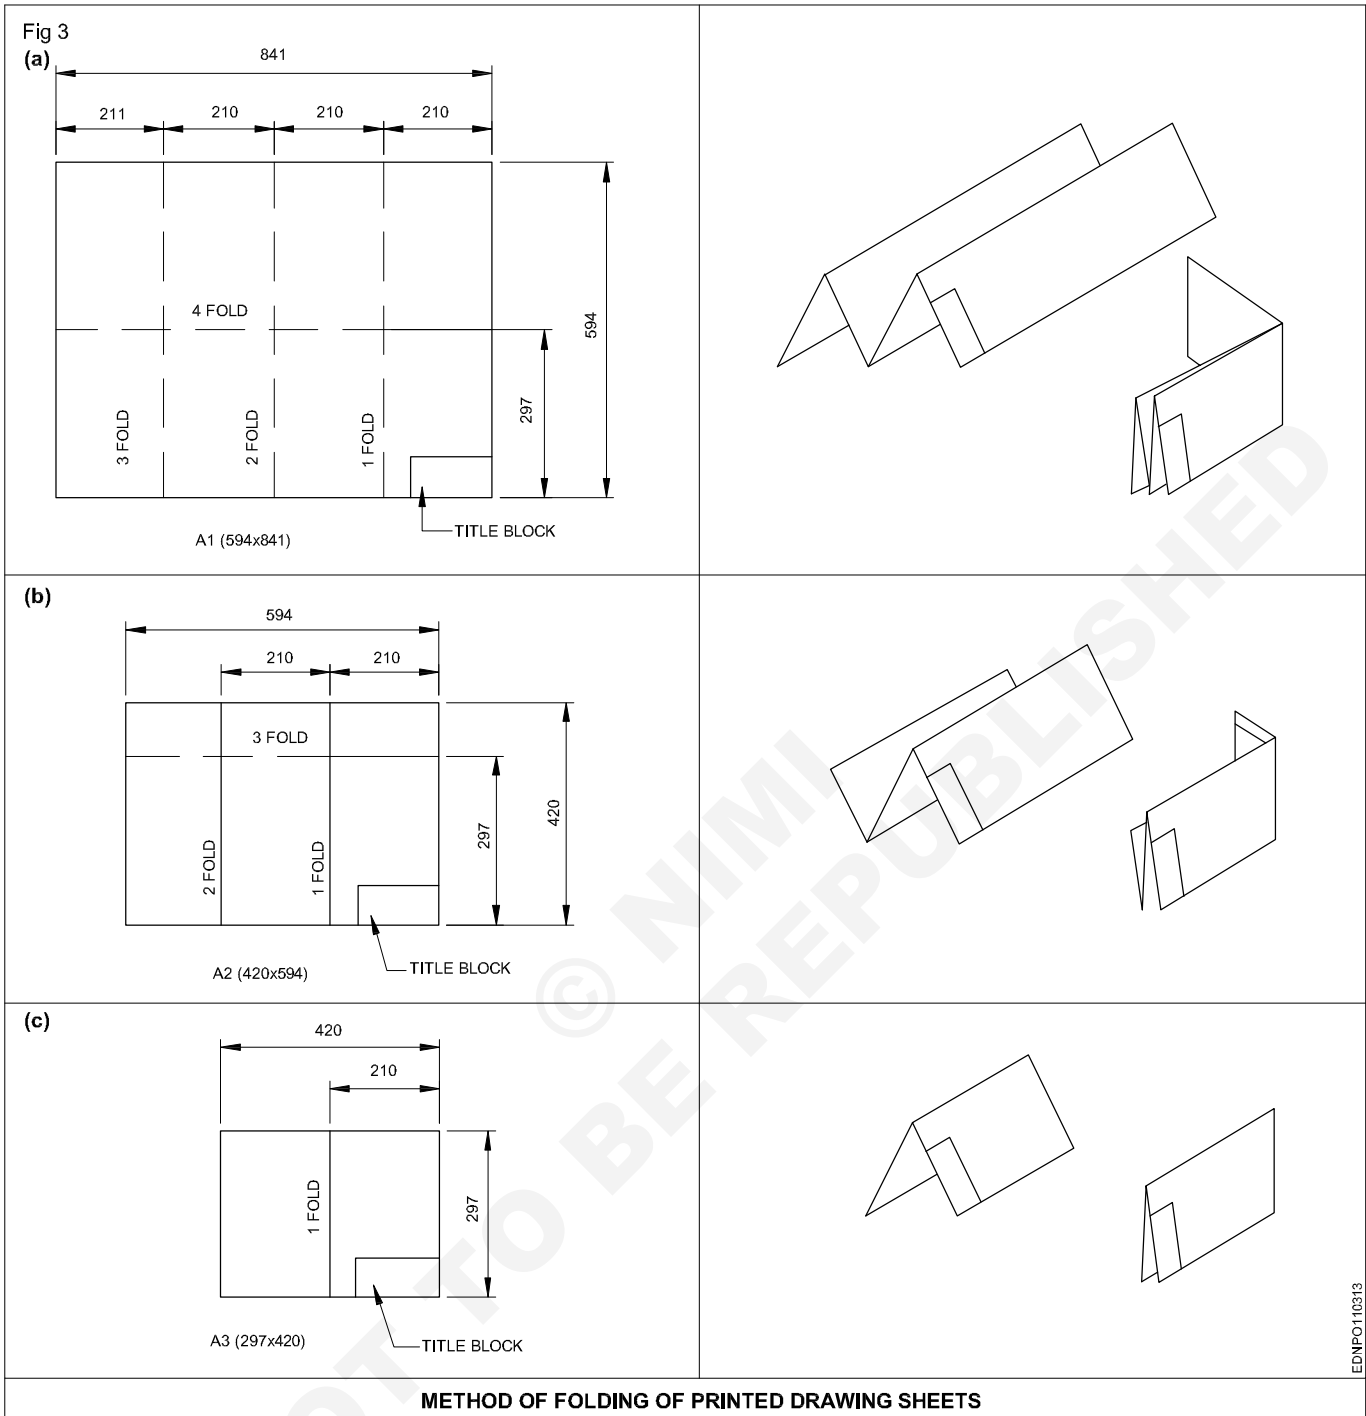 Fig 3
(a)
841
211 210 210 210
4 FOLD
594
297
3 FOLD
2 FOLD
1 FOLD
TITLE BLOCK
A1 (594x841)
(b)
594
210 210
3 FOLD
420
297
2 FOLD
1 FOLD
TITLE BLOCK
A2 (420x594)
(c)
420
210
297
1 FOLD
TITLE BLOCK
A3 (297x420)
EDNPO110313
METHOD OF FOLDING OF PRINTED DRAWING SHEETS
© NIMI
OT TO BE REPUBLISHED